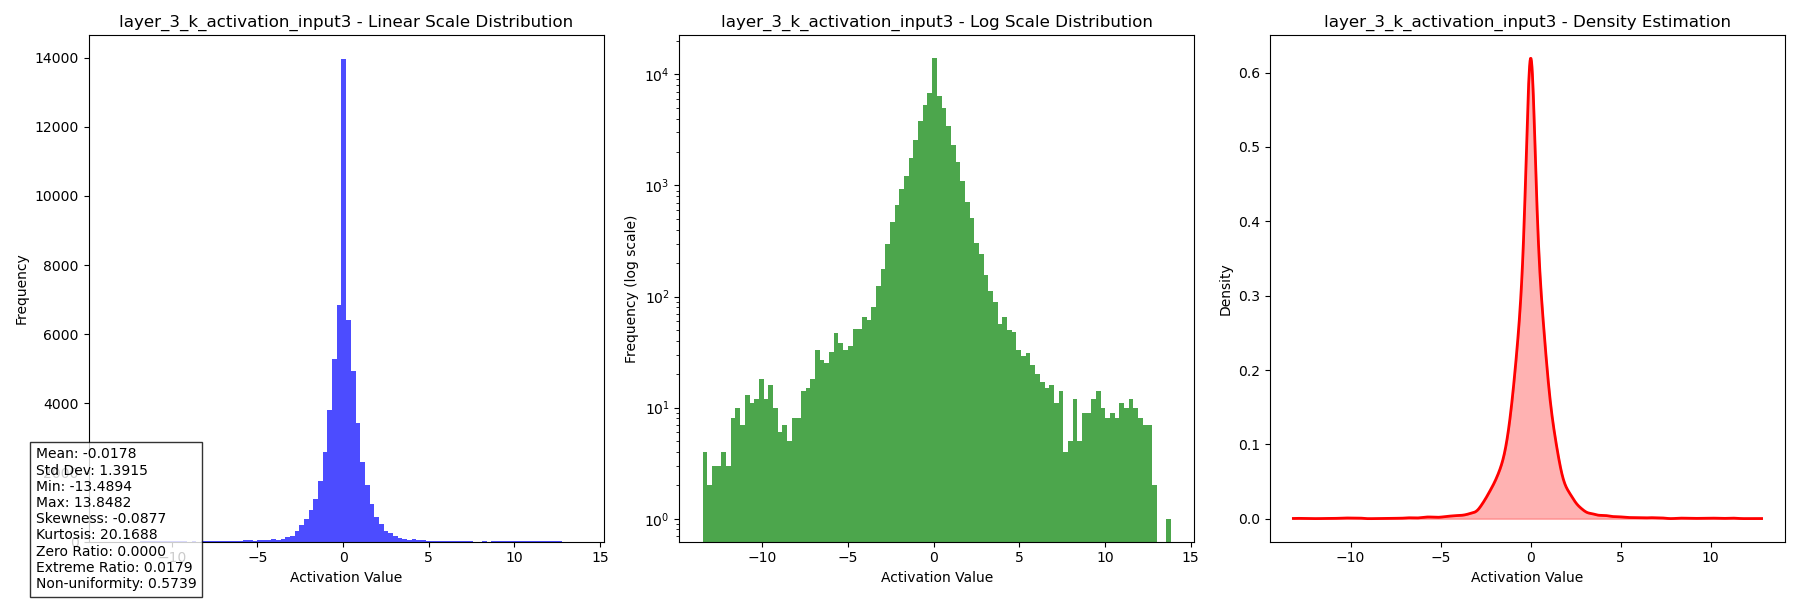 layer_3_k_activation_input3 - Linear Scale Distribution
14000
12000
10000
8000
6000
4000
2000
0
Frequency
−10
−5
0
5
10
15
Activation Value
Mean: -0.0178
Std Dev: 1.3915
Min: -13.4894
Max: 13.8482
Skewness: -0.0877
Kurtosis: 20.1688
Zero Ratio: 0.0000
Extreme Ratio: 0.0179
Non-uniformity: 0.5739
layer_3_k_activation_input3 - Log Scale Distribution
10⁴
10³
10²
10¹
10⁰
Frequency (log scale)
−10
−5
0
5
10
15
Activation Value
layer_3_k_activation_input3 - Density Estimation
0.6
0.5
0.4
0.3
0.2
0.1
0.0
Density
−10
−5
0
5
10
Activation Value